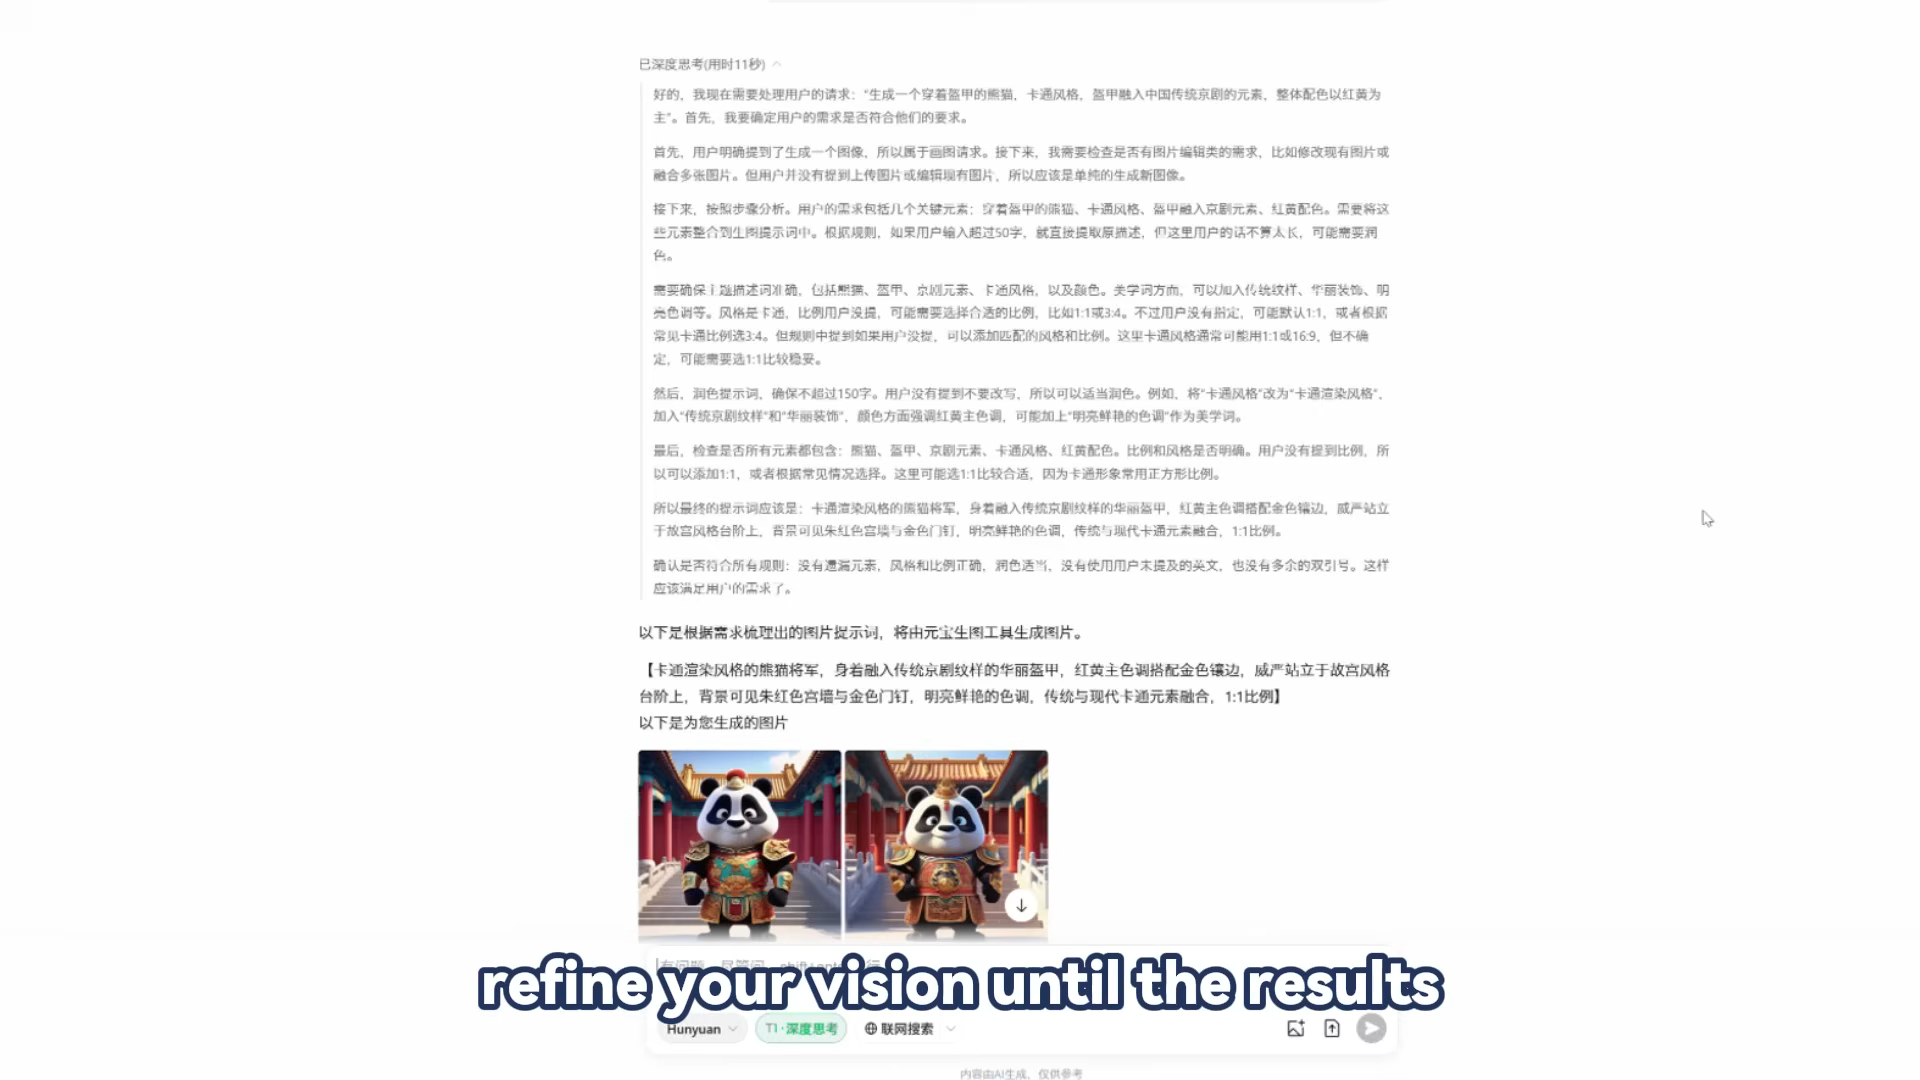 已深度思考(用时11秒)
好的，我现在需要处理用户的请求：“生成一个穿着盔甲的熊猫，卡通风格，盔甲融入中国传统京剧的元素，整体配色以红黄为
主”。首先，我要确定用户的需求是否符合他们的要求。
首先，用户明确提到了生成一个图像，所以属于画图请求。接下来，我需要检查是否有图片编辑类的需求，比如修改现有图片或
融合多张图片。但用户并没有提到上传图片或编辑现有图片，所以应该是单纯的生成新图像。
接下来，按照步骤分析。用户的需求包括几个关键元素：穿着盔甲的熊猫、卡通风格、盔甲融入京剧元素、红黄配色。需要将这
些元素整合到生图提示词中。根据规则，如果用户输入超过50字，就直接提取原描述，但这里用户的话不算太长，可能需要润
色。
需要确保主题描述词准确，包括熊猫、盔甲、京剧元素、卡通风格，以及颜色。美学词方面，可以加入传统纹样、华丽装饰、明
亮色调等。风格是卡通，比例用户没提，可能需要选择合适的比例，比如1:1或3:4。不过用户没有指定，可能默认1:1，或者根据
常见卡通比例选3:4。但规则中提到如果用户没提，可以添加匹配的风格和比例。这里卡通风格通常可能用1:1或16:9，但不确
定，可能需要选1:1比较稳妥。
然后，润色提示词，确保不超过150字。用户没有提到不要改写，所以可以适当润色。例如，将“卡通风格”改为“卡通渲染风格”，
加入“传统京剧纹样”和“华丽装饰”，颜色方面强调红黄主色调，可能加上“明亮鲜艳的色调”作为美学词。
最后，检查是否所有元素都包含：熊猫、盔甲、京剧元素、卡通风格、红黄配色。比例和风格是否明确。用户没有提到比例，所
以可以添加1:1，或者根据常见情况选择。这里可能选1:1比较合适，因为卡通形象常用正方形比例。
所以最终的提示词应该是：卡通渲染风格的熊猫将军，身着融入传统京剧纹样的华丽盔甲，红黄主色调搭配金色镶边，威严站立
于故宫风格台阶上，背景可见朱红色宫墙与金色门钉，明亮鲜艳的色调，传统与现代卡通元素融合，1:1比例。
确认是否符合所有规则：没有遗漏元素，风格和比例正确，润色适当，没有使用用户未提及的英文，也没有多余的双引号。这样
应该满足用户的需求了。
以下是根据需求梳理出的图片提示词，将由元宝生图工具生成图片。
【卡通渲染风格的熊猫将军，身着融入传统京剧纹样的华丽盔甲，红黄主色调搭配金色镶边，威严站立于故宫风格
台阶上，背景可见朱红色宫墙与金色门钉，明亮鲜艳的色调，传统与现代卡通元素融合，1:1比例】
以下是为您生成的图片
refine your vision until the results
Hunyuan
T1·深度思考
联网搜索
内容由AI生成，仅供参考